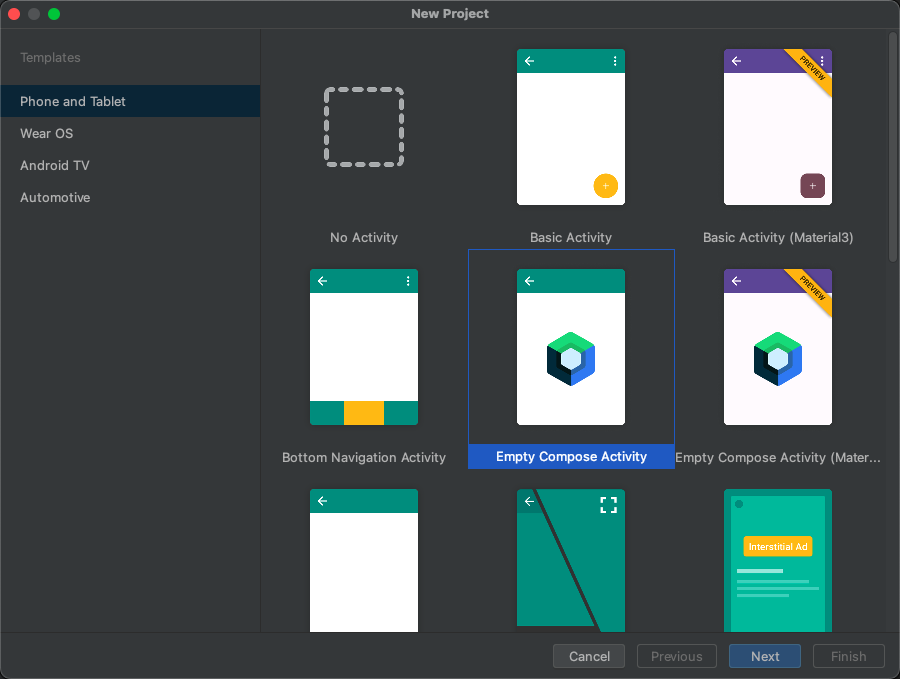 New Project
Templates
Phone and Tablet
Wear OS
Android TV
Automotive
PREVIEW
No Activity
Basic Activity
Basic Activity (Material3)
PREVIEW
Bottom Navigation Activity
Empty Compose Activity
Empty Compose Activity (Mater...
Interstitial Ad
Cancel
Previous
Next
Finish